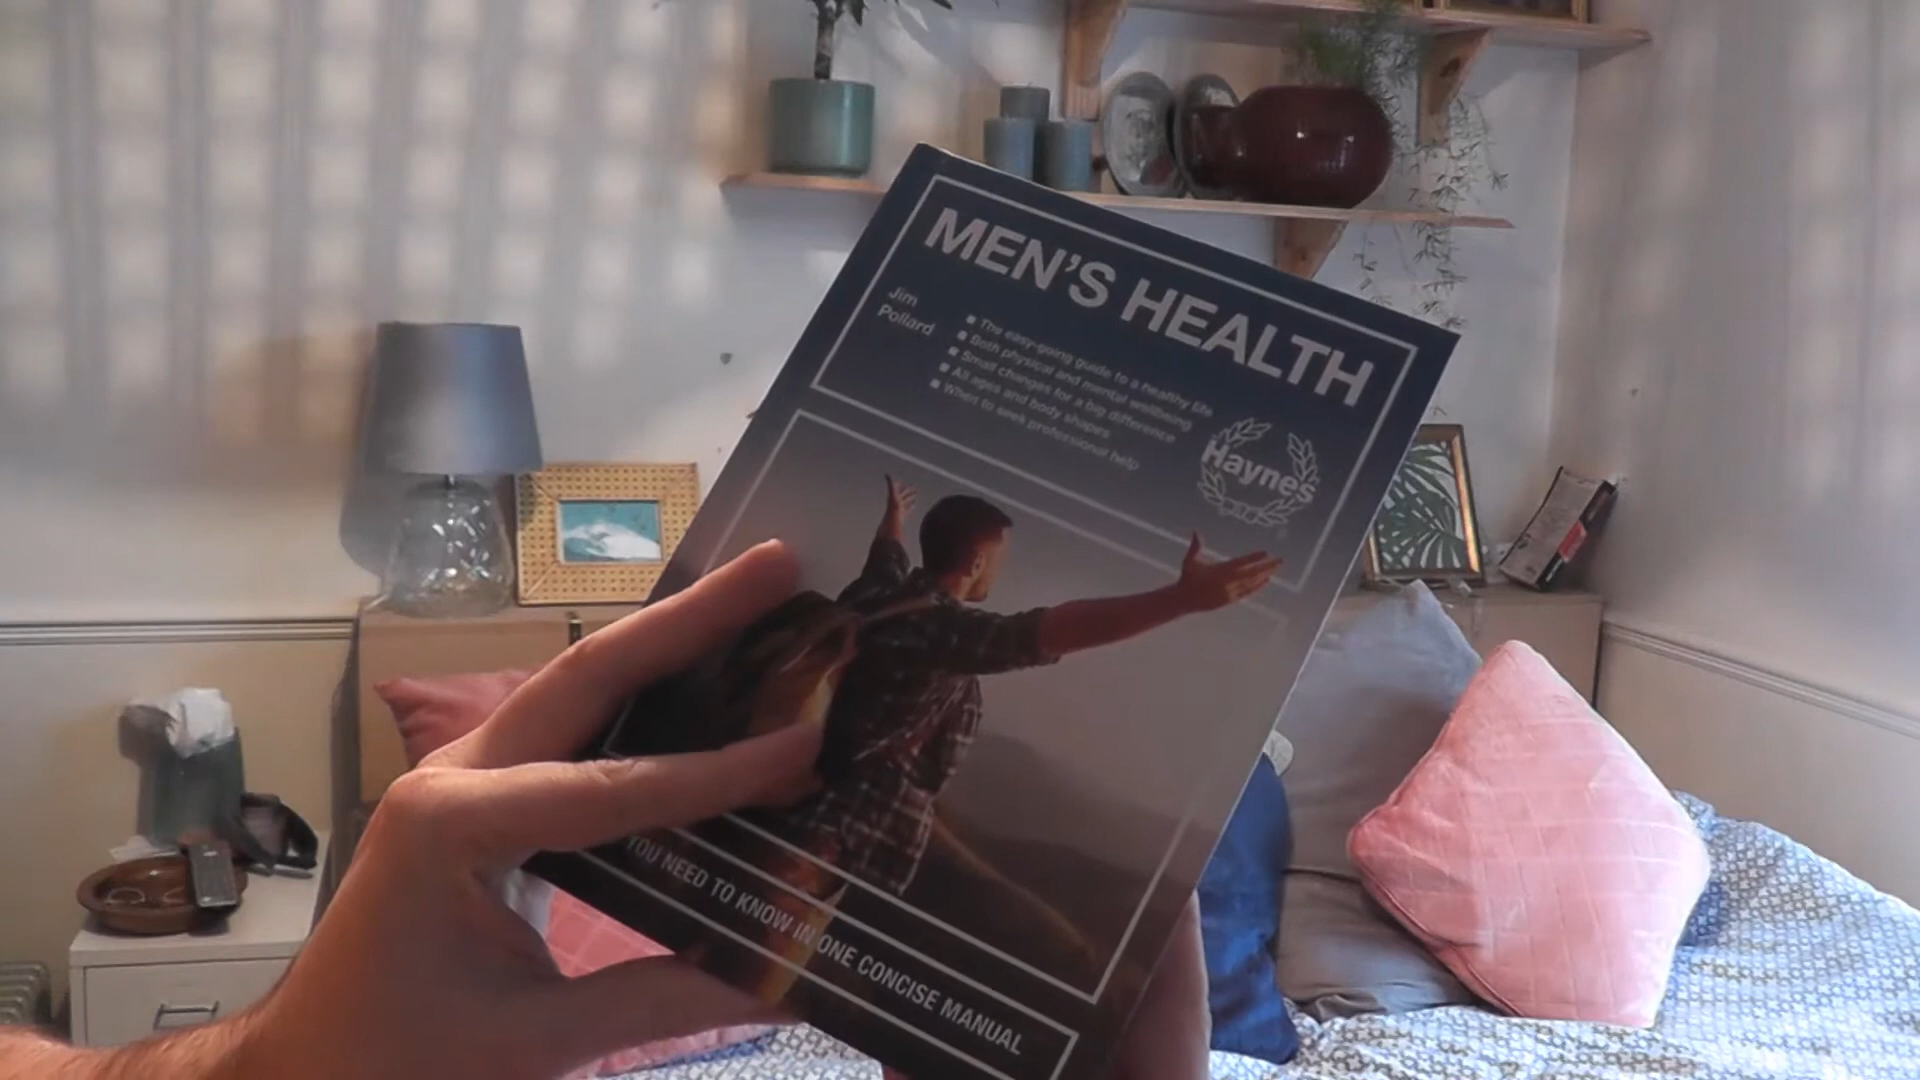 MEN'S HEALTH
Jim
Pollard
■ The easy-going guide to a healthy life
■ Both physical and mental wellbeing
■ Small changes for a big difference
■ All ages and body shapes
■ When to seek professional help
Haynes
YOU NEED TO KNOW IN ONE CONCISE MANUAL